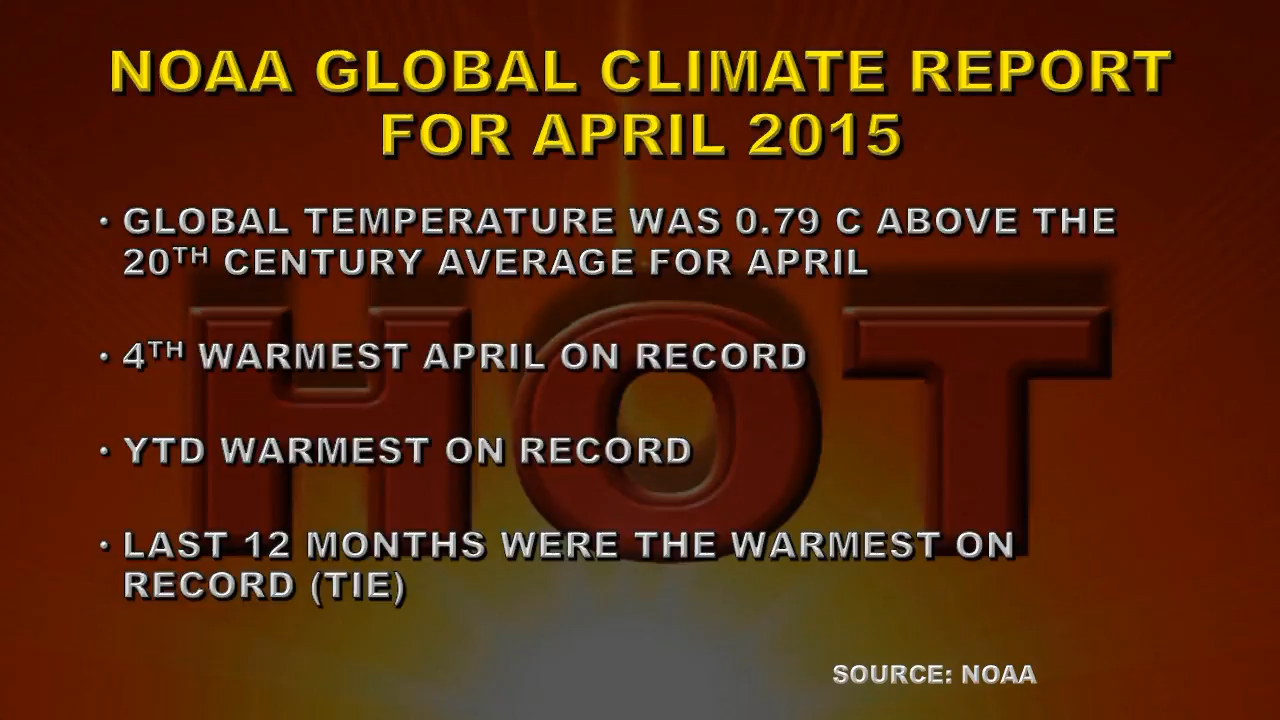 NOAA GLOBAL CLIMATE REPORT
FOR APRIL 2015
• GLOBAL TEMPERATURE WAS 0.79 C ABOVE THE
20TH CENTURY AVERAGE FOR APRIL
• 4TH WARMEST APRIL ON RECORD
• YTD WARMEST ON RECORD
• LAST 12 MONTHS WERE THE WARMEST ON
RECORD (TIE)
HOT
SOURCE: NOAA